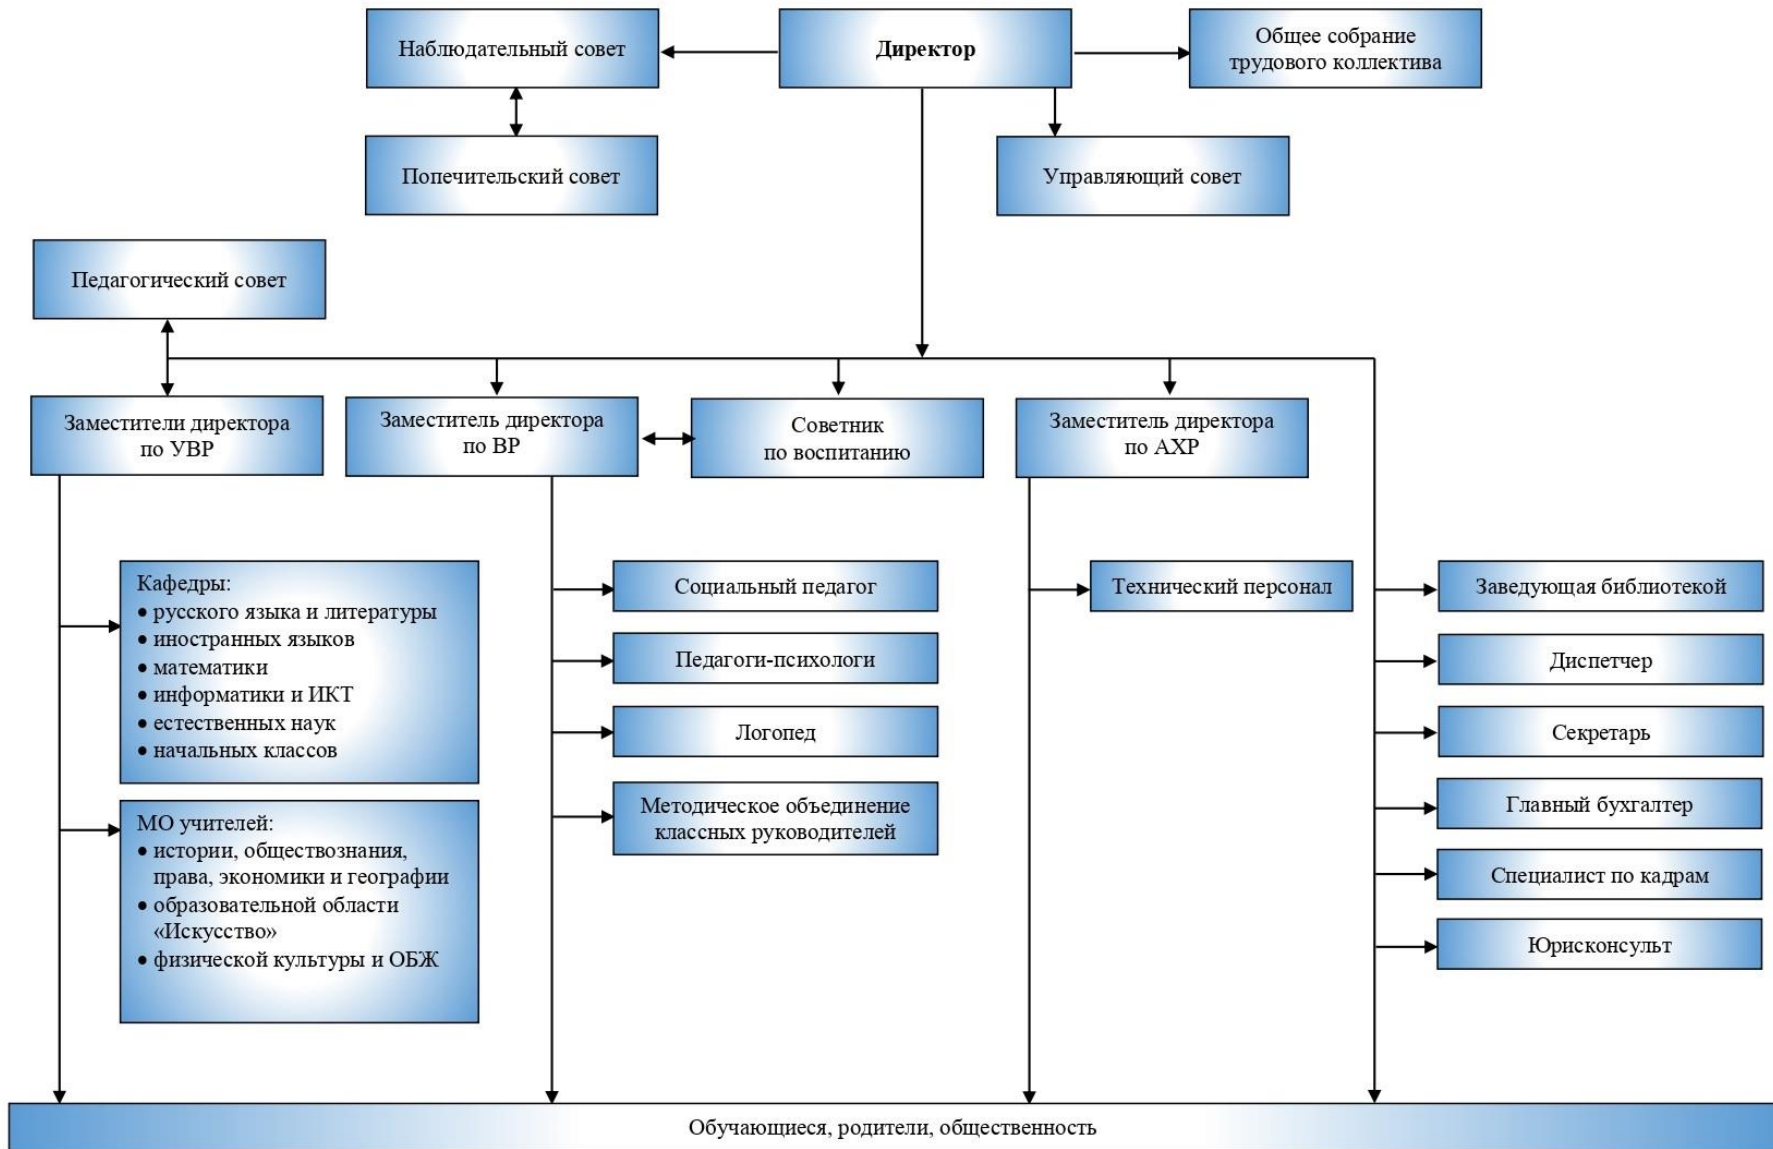 Наблюдательный совет
Директор
Общее собрание
трудового коллектива
Попечительский совет
Управляющий совет
Педагогический совет
Заместители директора
по УВР
Заместитель директора
по ВР
Советник
по воспитанию
Заместитель директора
по АХР
Кафедры:
• русского языка и литературы
• иностранных языков
• математики
• информатики и ИКТ
• естественных наук
• начальных классов
МО учителей:
• истории, обществознания,
права, экономики и географии
• образовательной области
«Искусство»
• физической культуры и ОБЖ
Социальный педагог
Педагоги-психологи
Логопед
Методическое объединение
классных руководителей
Технический персонал
Заведующая библиотекой
Диспетчер
Секретарь
Главный бухгалтер
Специалист по кадрам
Юрисконсульт
Обучающиеся, родители, общественность